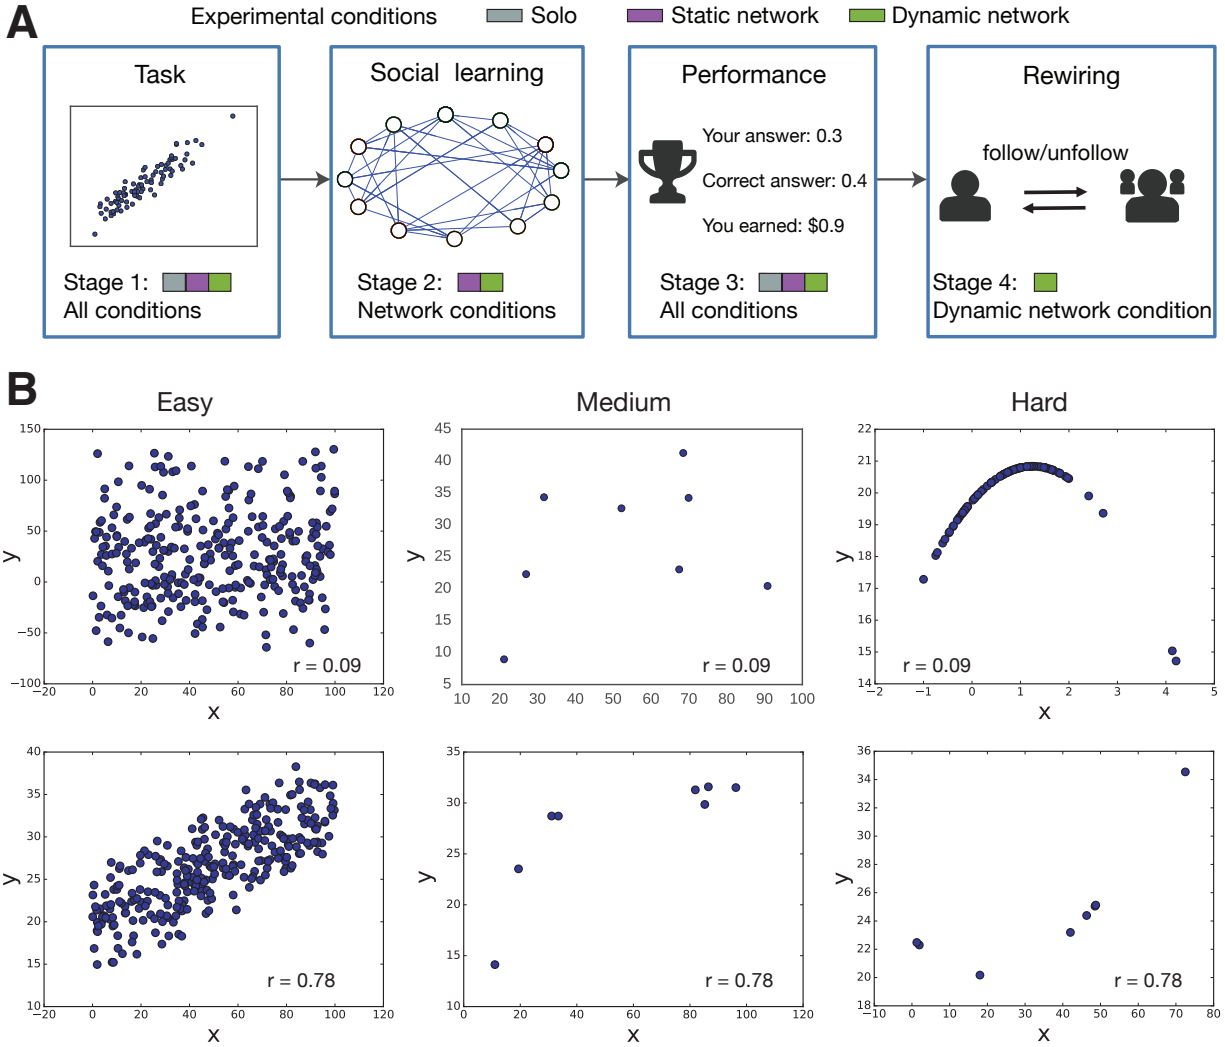 A
Experimental conditions
Solo
Static network
Dynamic network
Task
Stage 1:
All conditions
Social learning
Stage 2:
Network conditions
Performance
Your answer: 0.3
Correct answer: 0.4
You earned: $0.9
Stage 3:
All conditions
Rewiring
follow/unfollow
Stage 4:
Dynamic network condition
B
Easy
150
100
50
0
−50
−100
−20 0 20 40 60 80 100 120
y
x
r = 0.09
Medium
45
40
35
30
25
20
15
10
5
10 20 30 40 50 60 70 80 90 100
y
x
r = 0.09
Hard
22
21
20
19
18
17
16
15
14
−2 −1 0 1 2 3 4 5
y
x
r = 0.09
40
35
30
25
20
15
10
−20 0 20 40 60 80 100 120
y
x
r = 0.78
35
30
25
20
15
10
0 20 40 60 80 100 120
y
x
r = 0.78
36
34
32
30
28
26
24
22
20
18
−10 0 10 20 30 40 50 60 70 80
y
x
r = 0.78